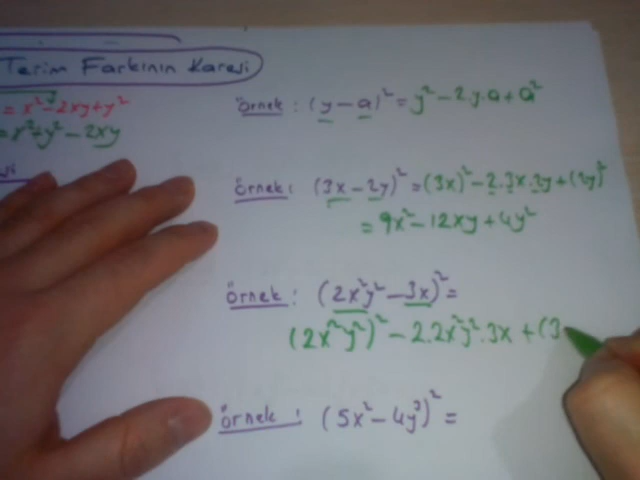 Terim Farkının Karesi
= x² - 2xy + y²
= x² + y² - 2xy
Örnek : (y - a)² = y² - 2.y.a + a²
Örnek : (3x - 2y)² = (3x)² - 2.3x.3y + (2y)²
= 9x² - 12xy + 4y²
Örnek : (2x²y² - 3x)² =
(2x²y²)² - 2.2x²y².3x + (3
Örnek : (5x² - 4y³)² =